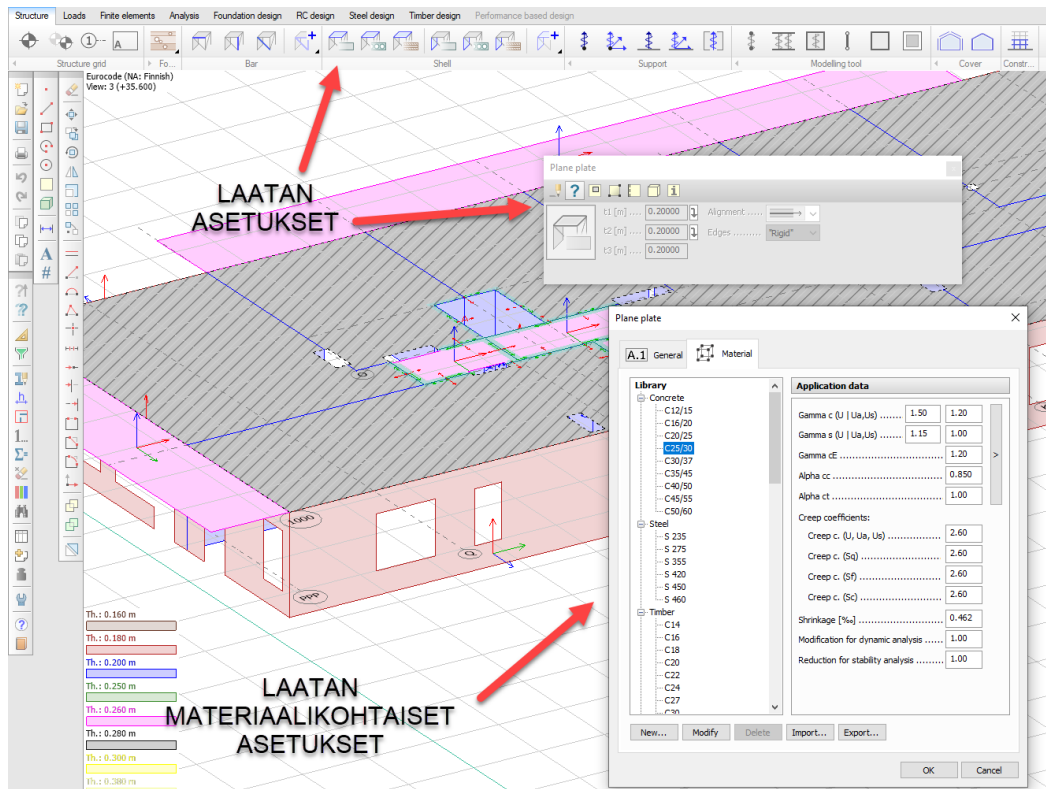 Structure Loads Finite elements Analysis Foundation design RC design Steel design Timber design Performance based design
1
A
Structure grid Fo... Bar Shell Support Modelling tool Cover Constr...
Eurocode (NA: Finnish)
View: 3 (+35.600)
LAATAN
ASETUKSET
Plane plate
t1 [m] .... 0.20000 Alignment .....
t2 [m] .... 0.20000 Edges ......... "Rigid"
t3 [m] .... 0.20000
Plane plate
A.1 General Material
Library
Concrete
C12/15
C16/20
C20/25
C25/30
C30/37
C35/45
C40/50
C45/55
C50/60
Steel
S 235
S 275
S 355
S 420
S 450
S 460
Timber
C14
C16
C18
C20
C22
C24
C27
C30
Application data
Gamma c (U | Ua,Us) ....... 1.50 1.20
Gamma s (U | Ua,Us) ....... 1.15 1.00
Gamma cE ......................... 1.20
Alpha cc ........................... 0.850
Alpha ct ........................... 1.00
>
Creep coefficients:
Creep c. (U, Ua, Us) ........... 2.60
Creep c. (Sq) .................... 2.60
Creep c. (Sf) .................... 2.60
Creep c. (Sc) .................... 2.60
Shrinkage [‰] ................... 0.462
Modification for dynamic analysis ..... 1.00
Reduction for stability analysis ......... 1.00
New... Modify Delete Import... Export...
OK Cancel
1000
Q
PPP
Th.: 0.160 m
Th.: 0.180 m
Th.: 0.200 m
Th.: 0.250 m
Th.: 0.260 m
Th.: 0.280 m
Th.: 0.300 m
Th.: 0.380 m
LAATAN
MATERIAALIKOHTAISET
ASETUKSET